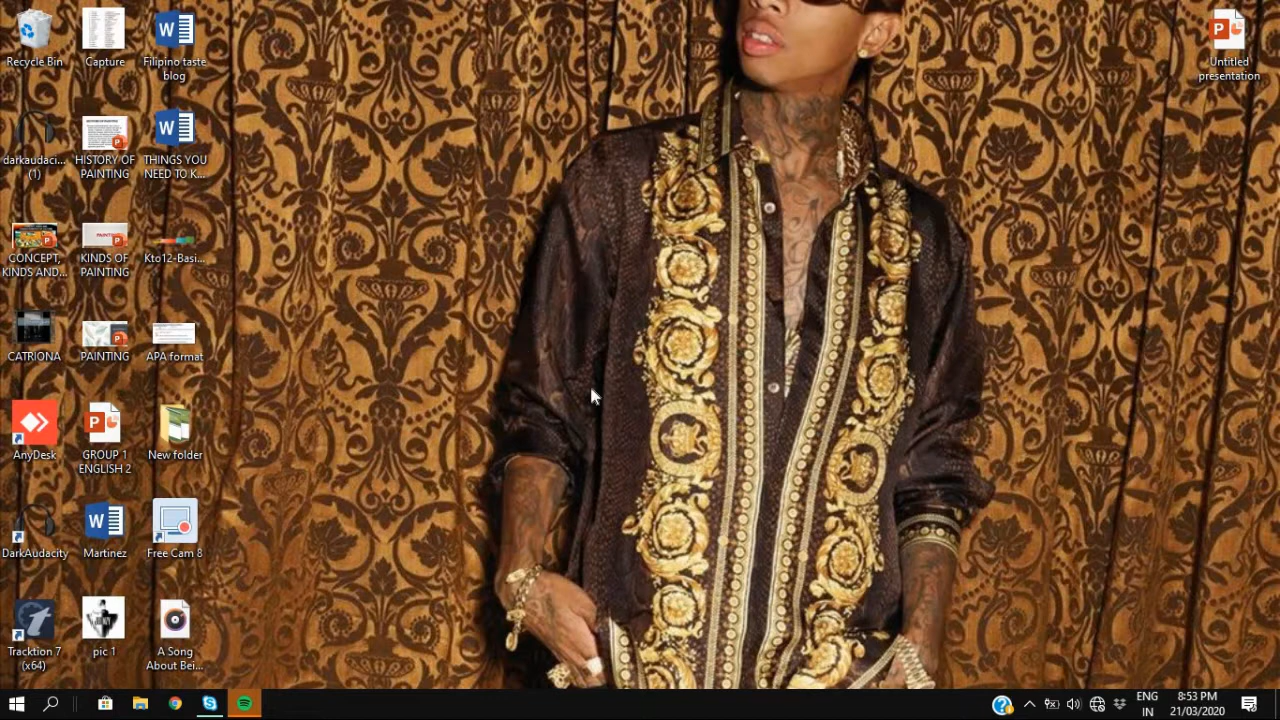 Recycle Bin
Capture
Filipino taste
blog
Untitled
presentation
darkaudaci...
(1)
HISTORY OF
PAINTING
THINGS YOU
NEED TO K...
CONCEPT,
KINDS AND...
KINDS OF
PAINTING
Kto12-Basi...
CATRIONA
PAINTING
APA format
AnyDesk
GROUP 1
ENGLISH 2
New folder
DarkAudacity
Martinez
Free Cam 8
Tracktion 7
(x64)
pic 1
A Song
About Bei...
ENG
IN
8:53 PM
21/03/2020